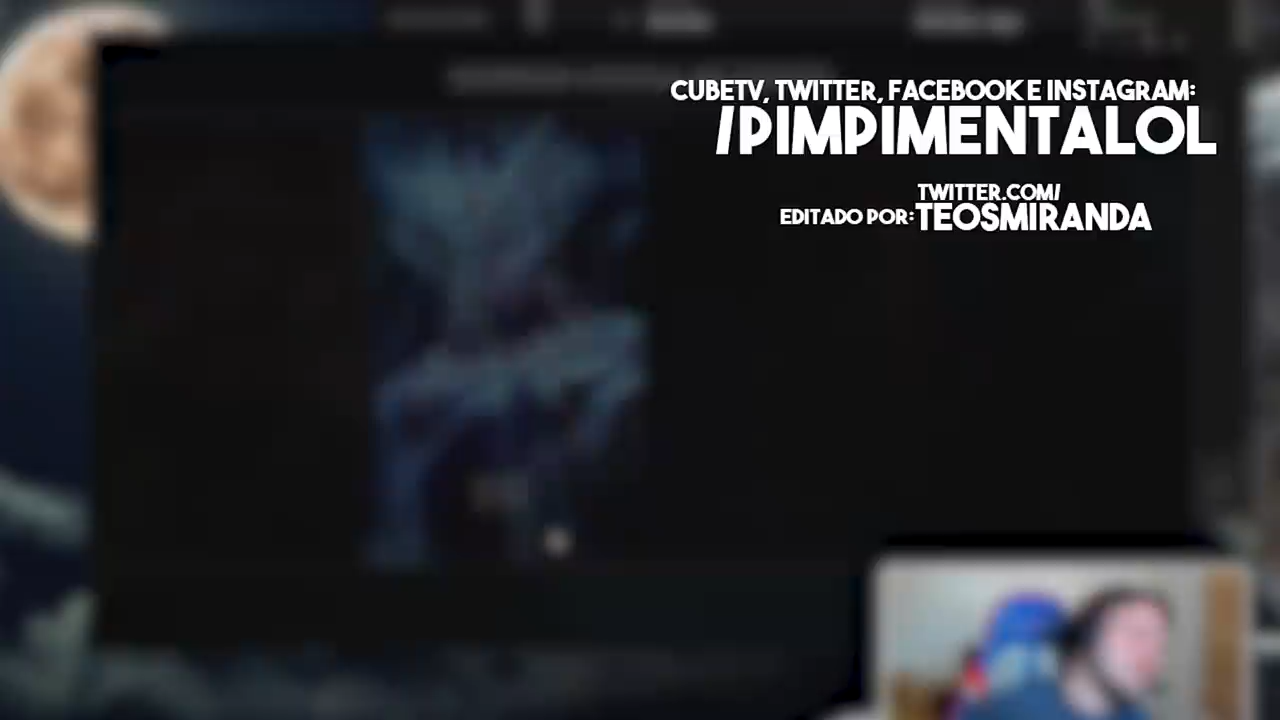 CUBETV, TWITTER, FACEBOOK E INSTAGRAM:
/PIMPIMENTALOL
TWITTER.COM/
EDITADO POR: TEOSMIRANDA